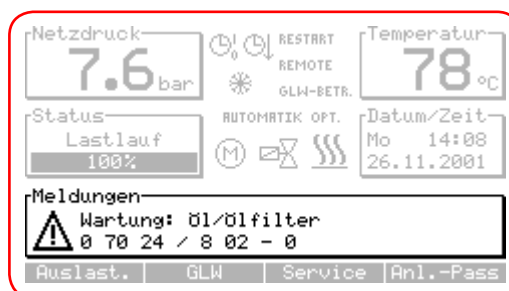 Netzdruck
7.6 bar
RESTART
REMOTE
GLW-BETR.
Temperatur
78 °C
Status
Lastlauf
100%
AUTOMATIK OPT.
M
Datum/Zeit
Mo 14:08
26.11.2001
Meldungen
Wartung: öl/ölfilter
0 70 24 / 8 02 - 0
Auslast. GLW Service Anl.-Pass